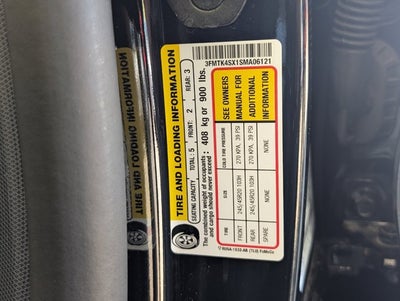 3FMTK4SX1SMA06121
TIRE AND LOADING INFORMATION
SEATING CAPACITY TOTAL: 5 FRONT: 2 REAR: 3
The combined weight of occupants and cargo should never exceed: 408 kg or 900 lbs.
TIRE SIZE COLD TIRE PRESSURE
FRONT 245/45R20 103H 270 KPA, 39 PSI
REAR 245/45R20 103H 270 KPA, 39 PSI
SPARE NONE NONE
SEE OWNERS
MANUAL FOR
ADDITIONAL
INFORMATION
TIRE AND LOADING INFORMATION